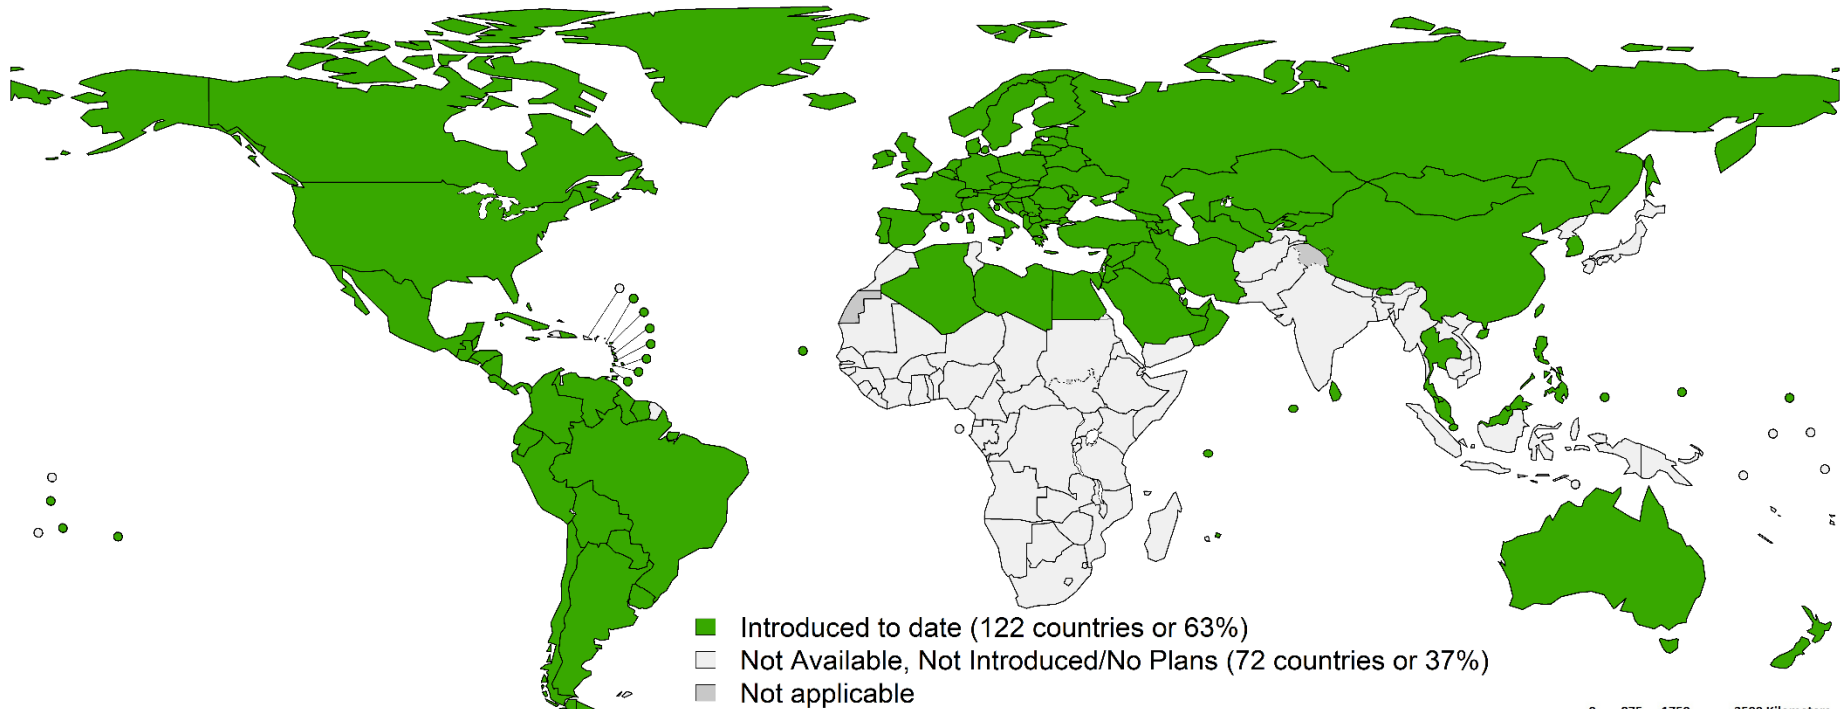 Introduced to date (122 countries or 63%)
Not Available, Not Introduced/No Plans (72 countries or 37%)
Not applicable